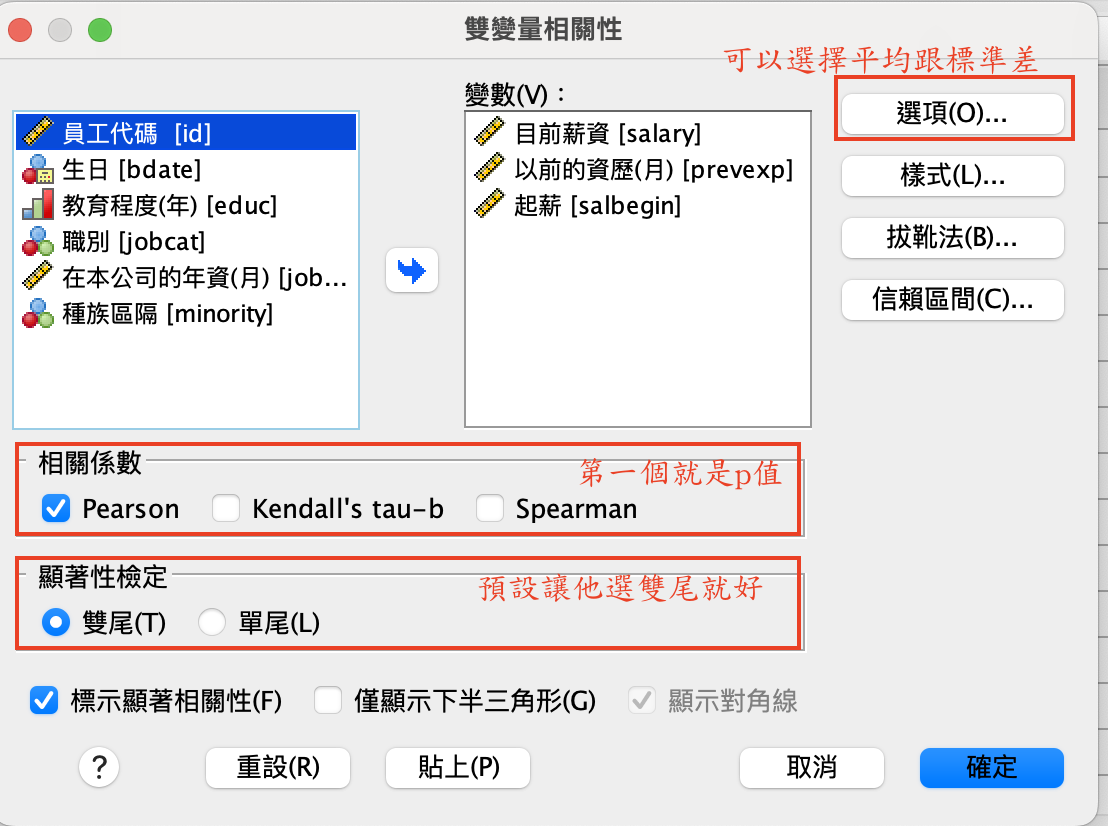 雙變量相關性
可以選擇平均跟標準差
變數(V)：
員工代碼 [id]
生日 [bdate]
教育程度(年) [educ]
職別 [jobcat]
在本公司的年資(月) [job...
種族區隔 [minority]
目前薪資 [salary]
以前的資歷(月) [prevexp]
起薪 [salbegin]
選項(O)...
樣式(L)...
拔靴法(B)...
信賴區間(C)...
相關係數
第一個就是p值
Pearson Kendall's tau-b Spearman
顯著性檢定
預設讓他選雙尾就好
雙尾(T) 單尾(L)
標示顯著相關性(F) 僅顯示下半三角形(G) 顯示對角線
? 重設(R) 貼上(P) 取消 確定